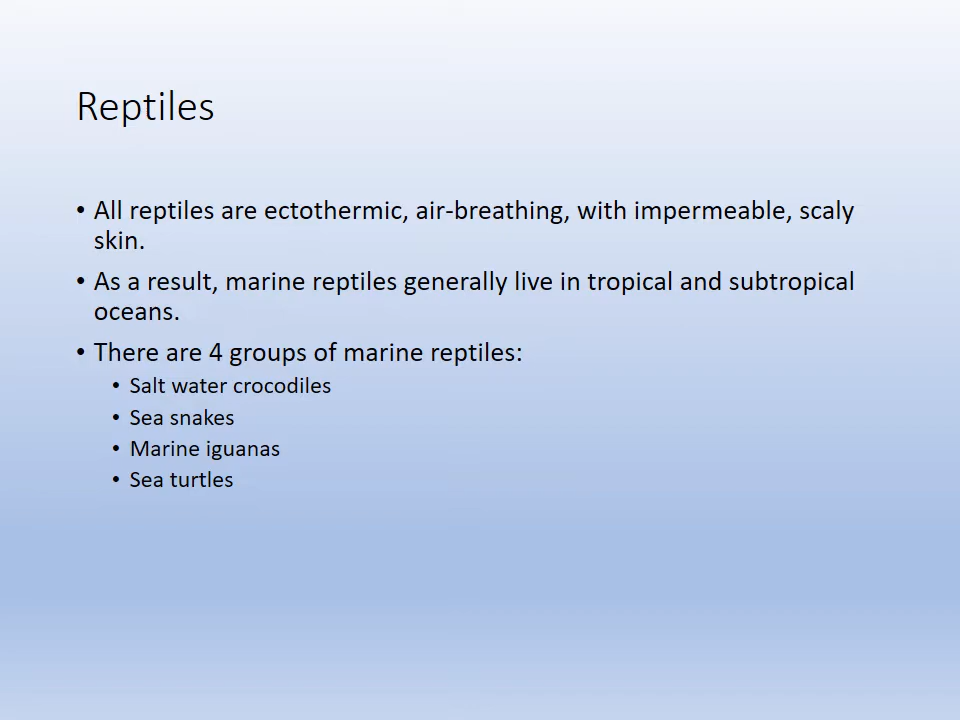 Reptiles
• All reptiles are ectothermic, air-breathing, with impermeable, scaly
skin.
• As a result, marine reptiles generally live in tropical and subtropical
oceans.
• There are 4 groups of marine reptiles:
• Salt water crocodiles
• Sea snakes
• Marine iguanas
• Sea turtles